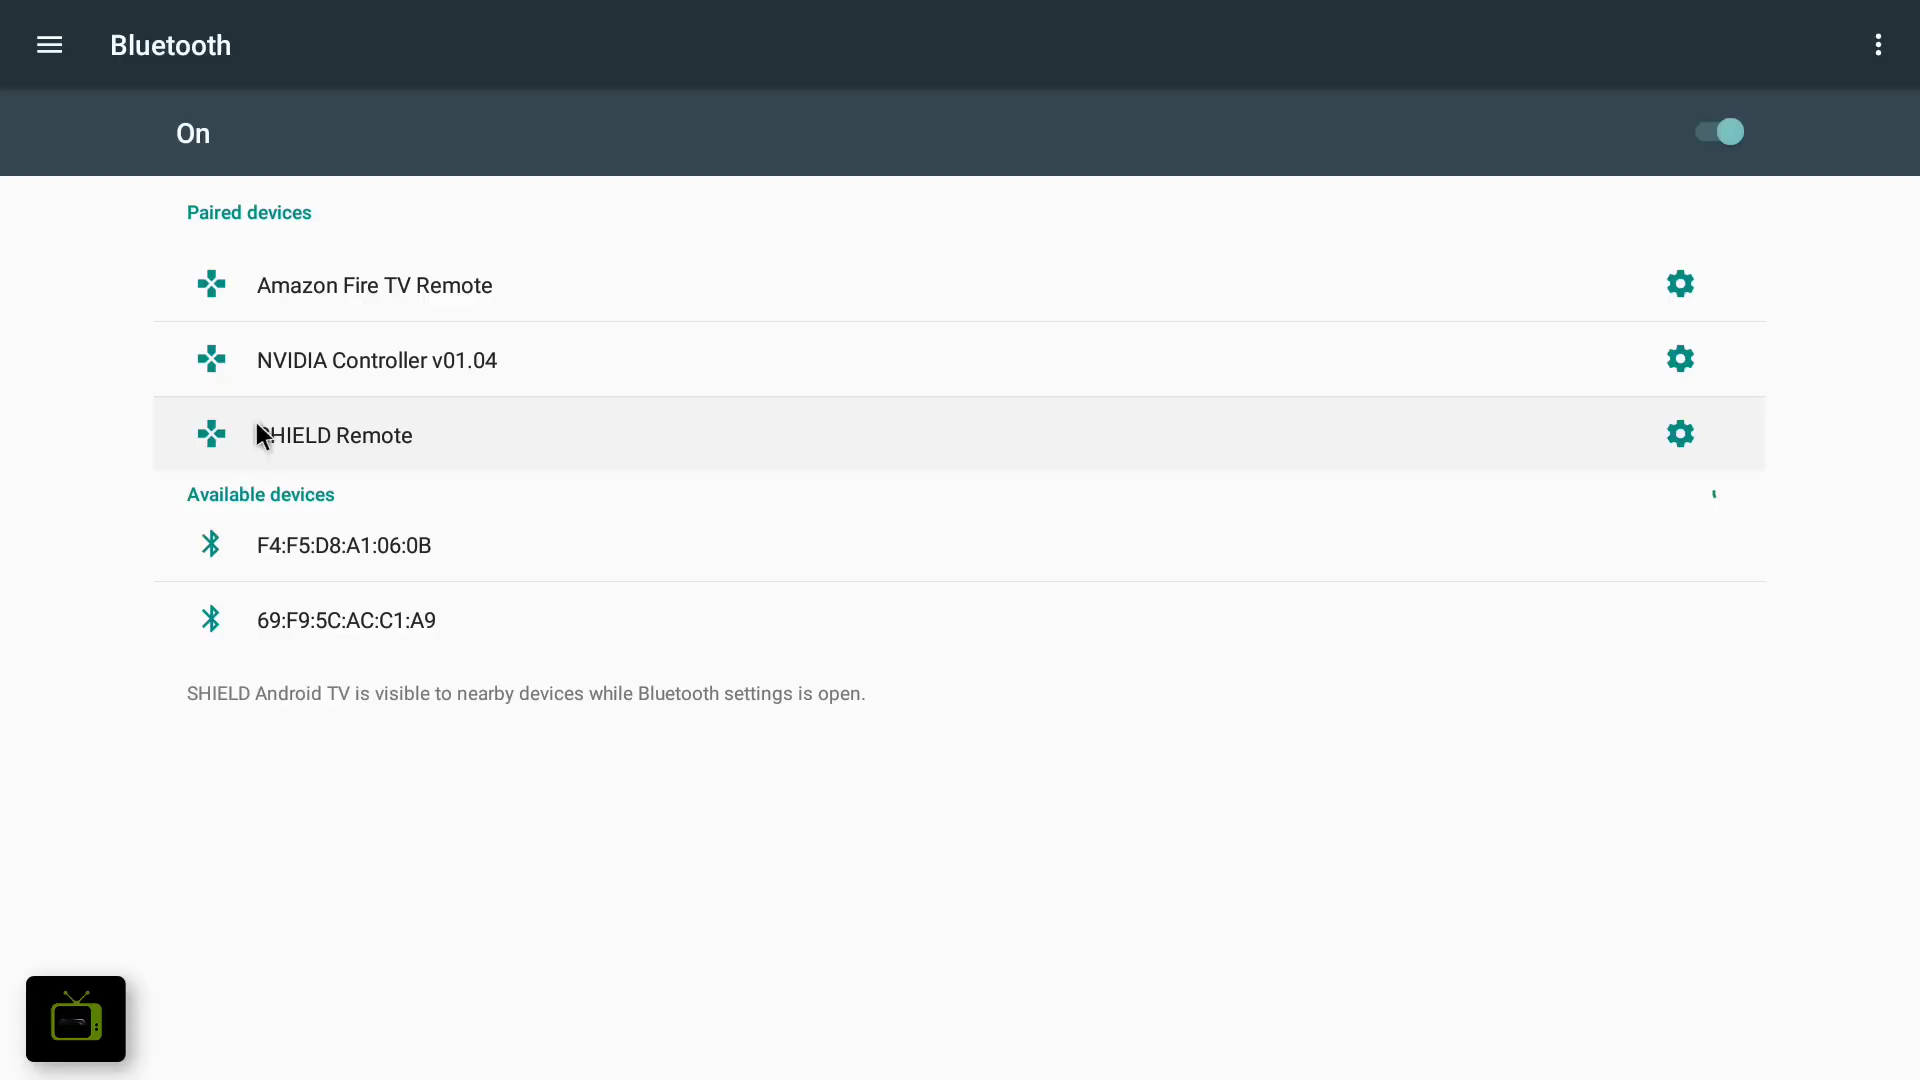 Bluetooth
On
Paired devices
Amazon Fire TV Remote
NVIDIA Controller v01.04
SHIELD Remote
Available devices
F4:F5:D8:A1:06:0B
69:F9:5C:AC:C1:A9
SHIELD Android TV is visible to nearby devices while Bluetooth settings is open.